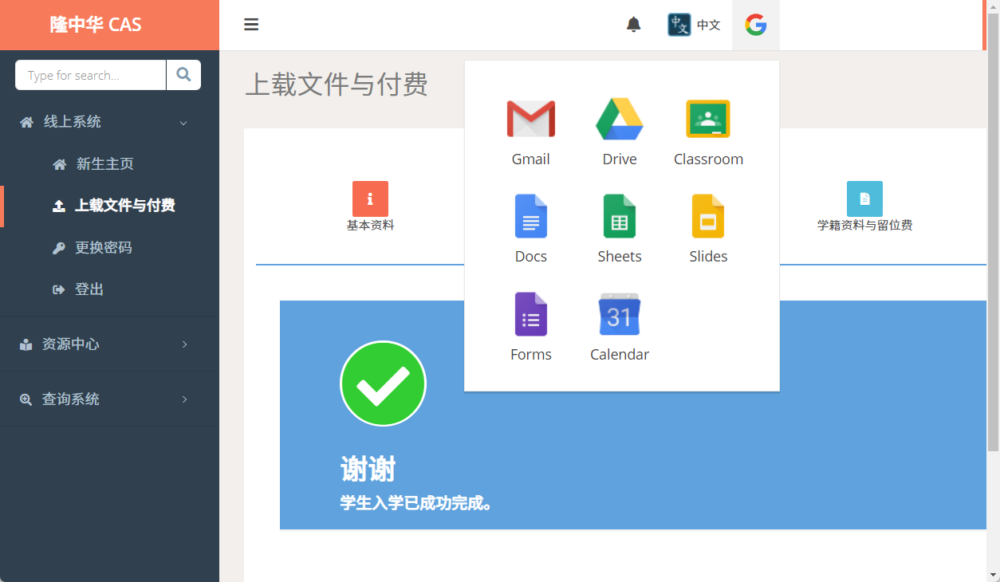 隆中华 CAS
中文
中文
Type for search...
线上系统
新生主页
上载文件与付费
更换密码
登出
资源中心
查询系统
上载文件与付费
基本资料
学籍资料与留位费
Gmail
Drive
Classroom
Docs
Sheets
Slides
Forms
31
Calendar
谢谢
学生入学已成功完成。